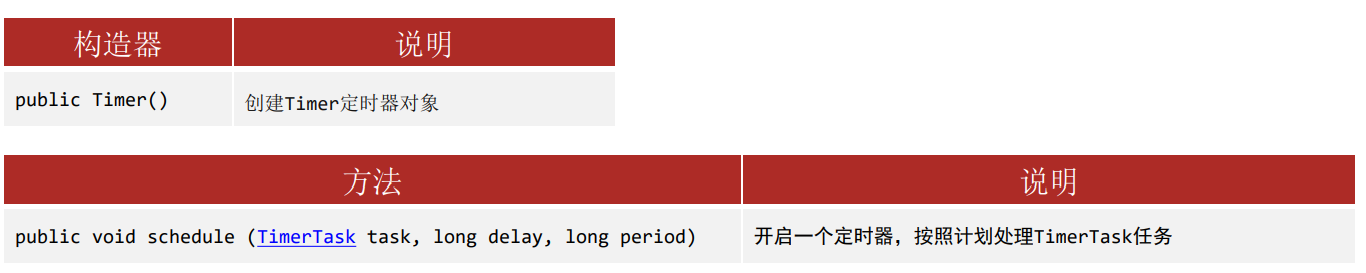 构造器 说明
public Timer() 创建Timer定时器对象
方法 说明
public void schedule (TimerTask task, long delay, long period) 开启一个定时器，按照计划处理TimerTask任务